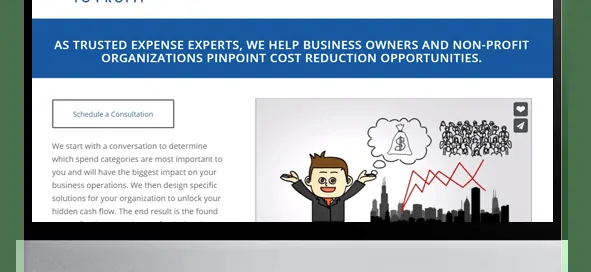 AS TRUSTED EXPENSE EXPERTS, WE HELP BUSINESS OWNERS AND NON-PROFIT
ORGANIZATIONS PINPOINT COST REDUCTION OPPORTUNITIES.
Schedule a Consultation
We start with a conversation to determine
which spend categories are most important to
you and will have the biggest impact on your
business operations. We then design specific
solutions for your organization to unlock your
hidden cash flow. The end result is the found
$